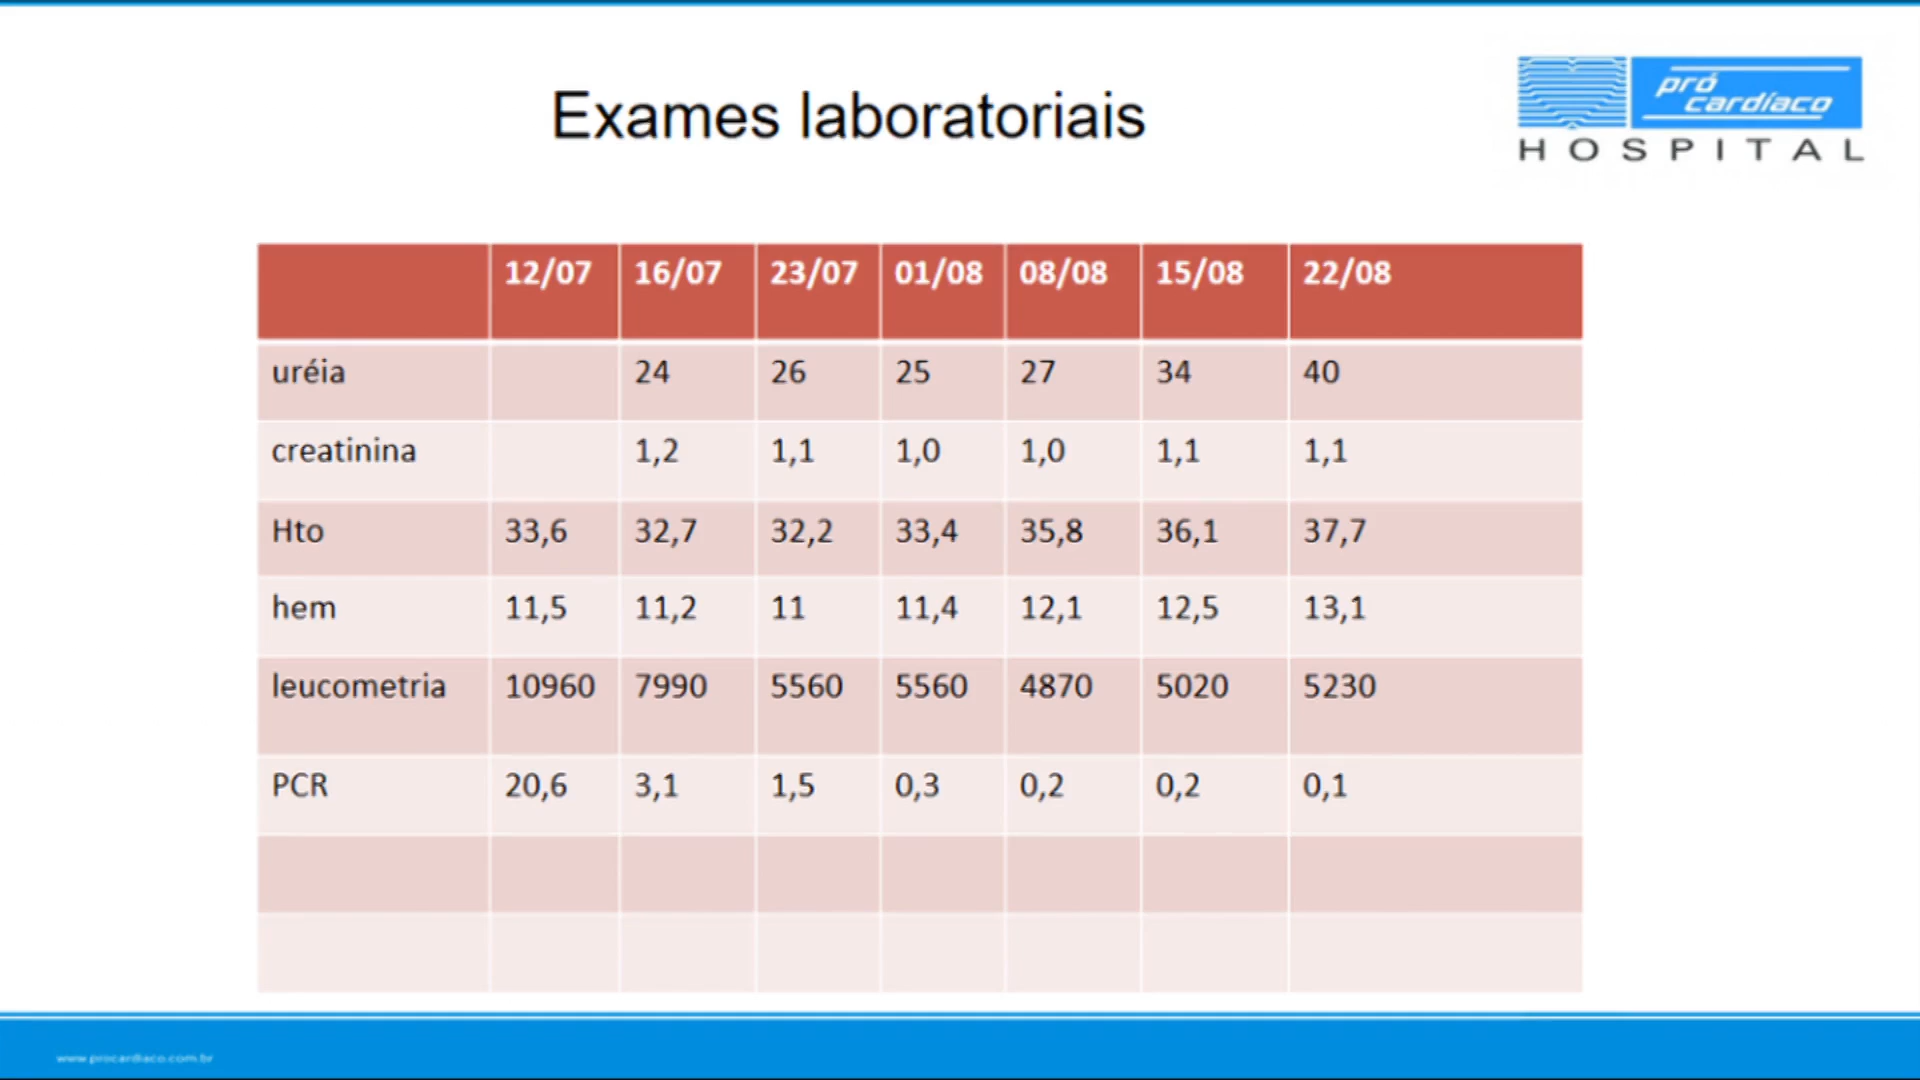 Exames laboratoriais
pró
cardíaco
HOSPITAL
12/07 16/07 23/07 01/08 08/08 15/08 22/08
uréia 24 26 25 27 34 40
creatinina 1,2 1,1 1,0 1,0 1,1 1,1
Hto 33,6 32,7 32,2 33,4 35,8 36,1 37,7
hem 11,5 11,2 11 11,4 12,1 12,5 13,1
leucometria 10960 7990 5560 5560 4870 5020 5230
PCR 20,6 3,1 1,5 0,3 0,2 0,2 0,1
www.procardiaco.com.br